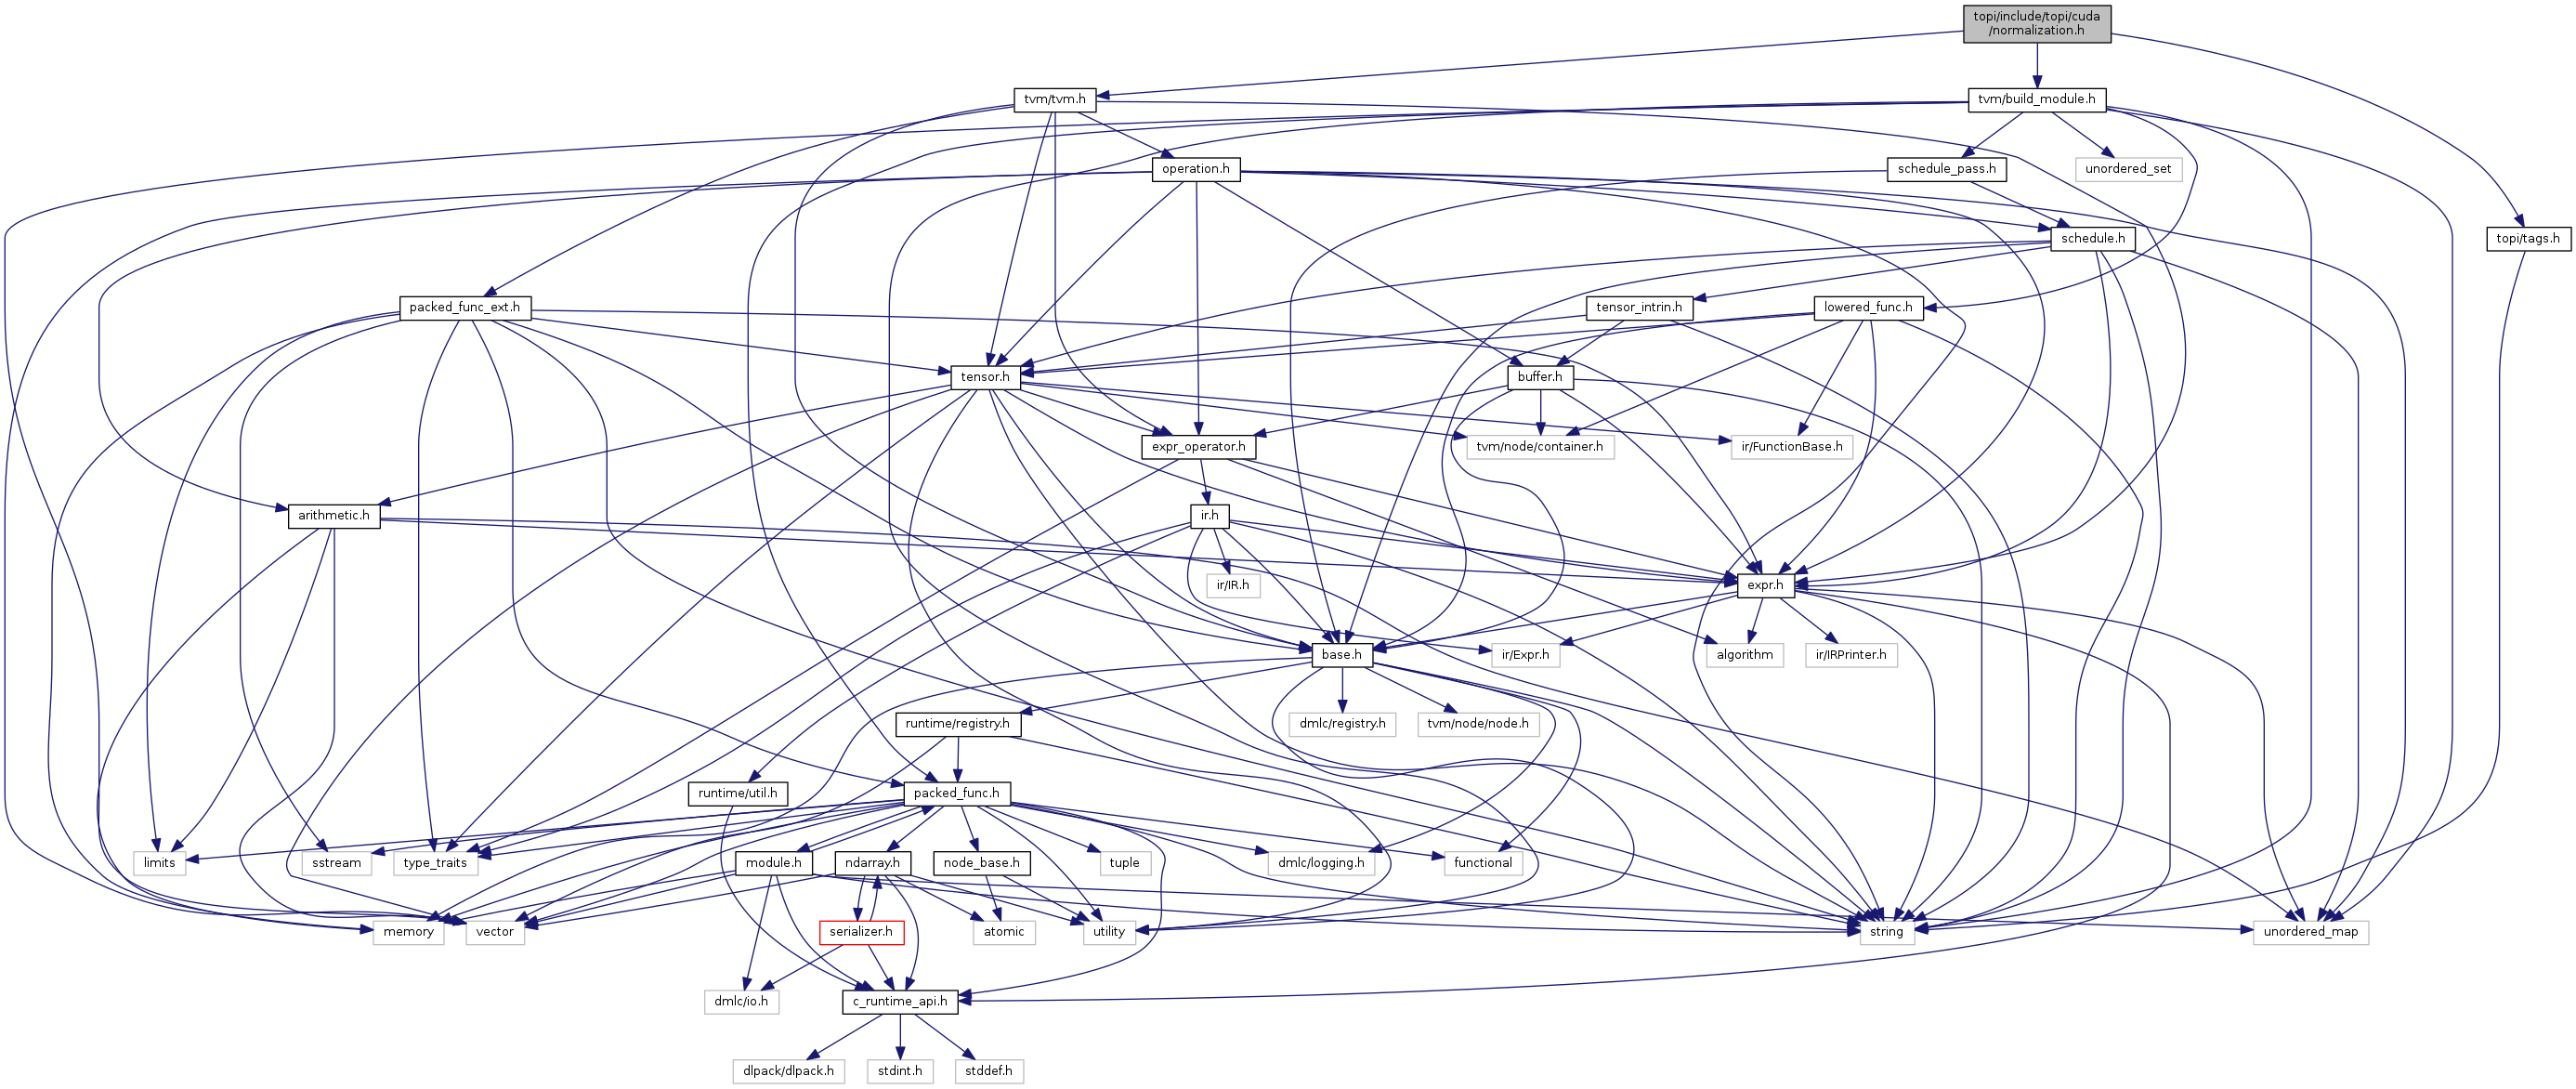 topi/include/topi/cuda
/normalization.h
tvm/tvm.h
tvm/build_module.h
operation.h
schedule_pass.h
unordered_set
schedule.h
topi/tags.h
packed_func_ext.h
tensor_intrin.h
lowered_func.h
tensor.h
buffer.h
expr_operator.h
tvm/node/container.h
ir/FunctionBase.h
arithmetic.h
ir.h
ir/IR.h
expr.h
base.h
ir/Expr.h
algorithm
ir/IRPrinter.h
runtime/registry.h
dmlc/registry.h
tvm/node/node.h
runtime/util.h
packed_func.h
limits
sstream
type_traits
module.h
ndarray.h
node_base.h
tuple
dmlc/logging.h
functional
memory
vector
serializer.h
atomic
utility
string
unordered_map
dmlc/io.h
c_runtime_api.h
dlpack/dlpack.h
stdint.h
stddef.h